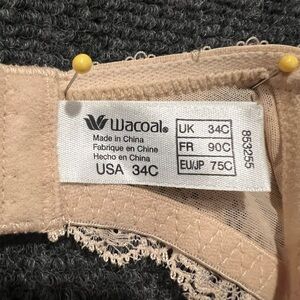 Wacoal®
Made in China
Fabrique en Chine
Hecho en China
USA 34C
UK 34C
FR 90C
EU/JP 75C
853255